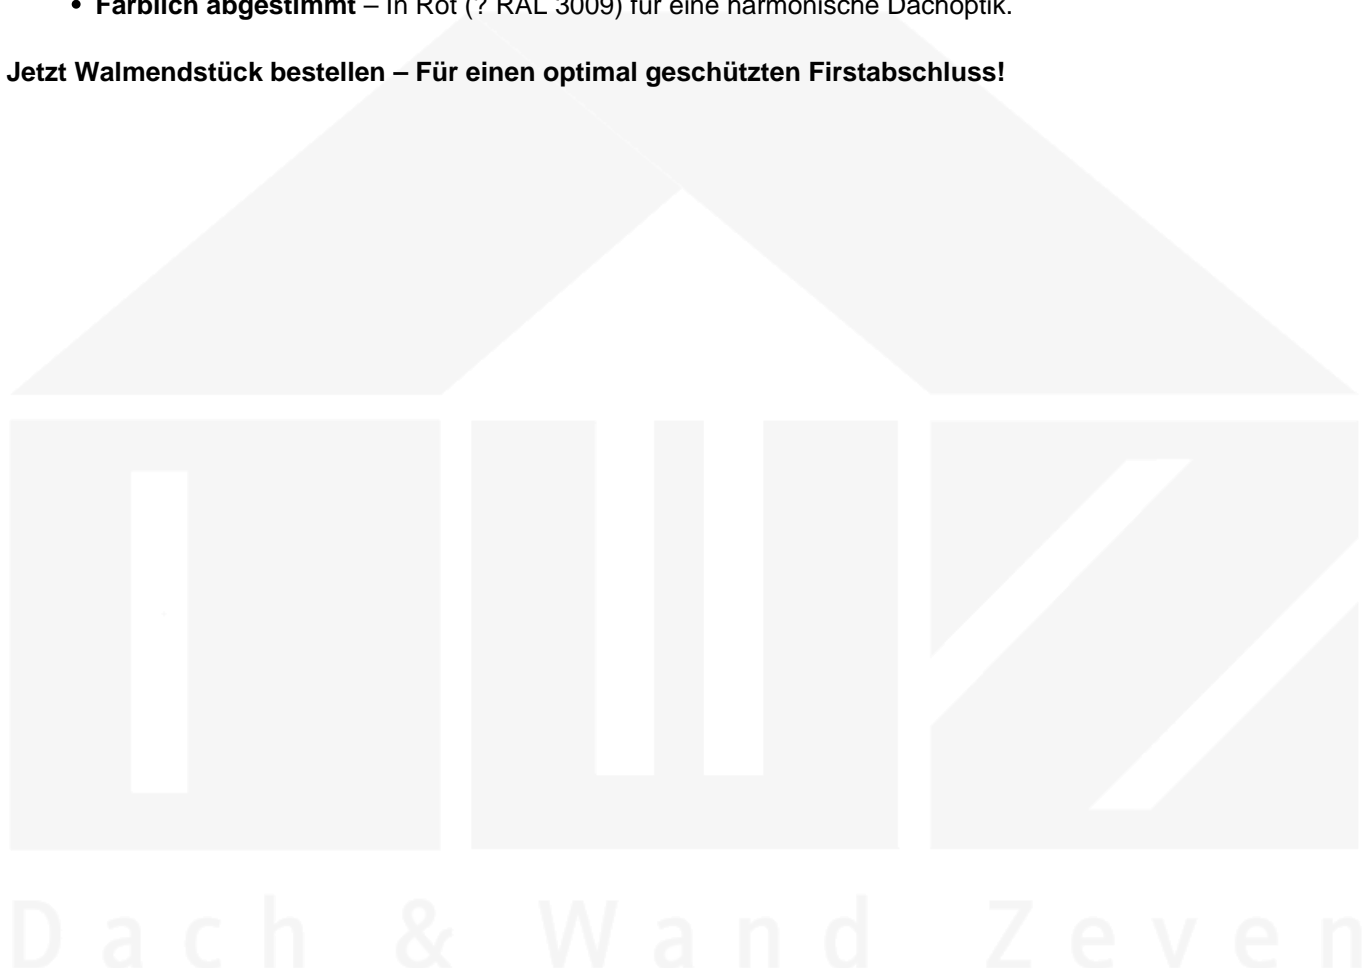 • Farblich abgestimmt – In Rot (? RAL 3009) für eine harmonische Dachoptik.
Jetzt Walmendstück bestellen – Für einen optimal geschützten Firstabschluss!
Dach & Wand Zeven